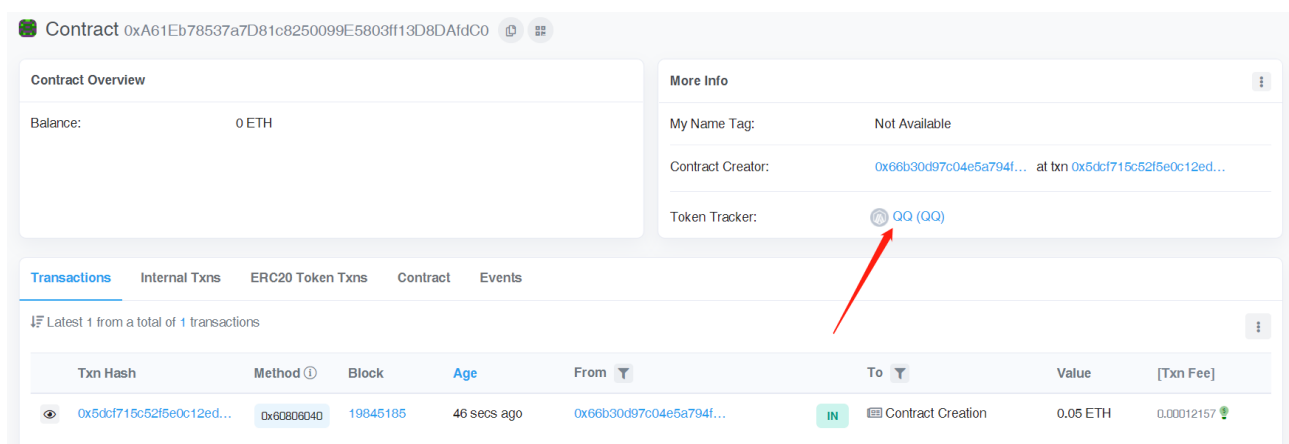 Contract 0xA61Eb78537a7D81c8250099E5803ff13D8DAfdC0
Contract Overview
Balance: 0 ETH
More Info
My Name Tag: Not Available
Contract Creator: 0x66b30d97c04e5a794f... at txn 0x5dcf715c52f5e0c12ed...
Token Tracker: QQ (QQ)
Transactions Internal Txns ERC20 Token Txns Contract Events
Latest 1 from a total of 1 transactions
Txn Hash Method Block Age From To Value [Txn Fee]
0x5dcf715c52f5e0c12ed... 0x60806040 19845185 46 secs ago 0x66b30d97c04e5a794f... IN Contract Creation 0.05 ETH 0.00012157